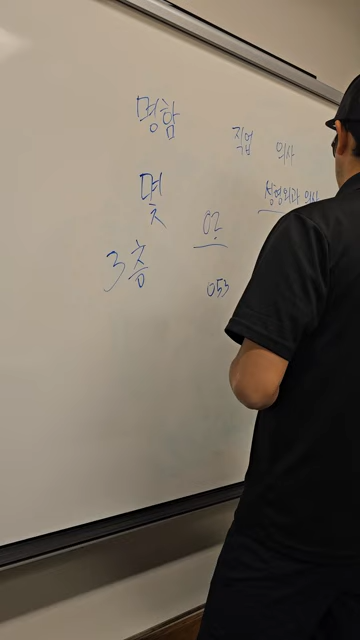 명함
직업 의사
몇
성형외과 의사
02
3층
053